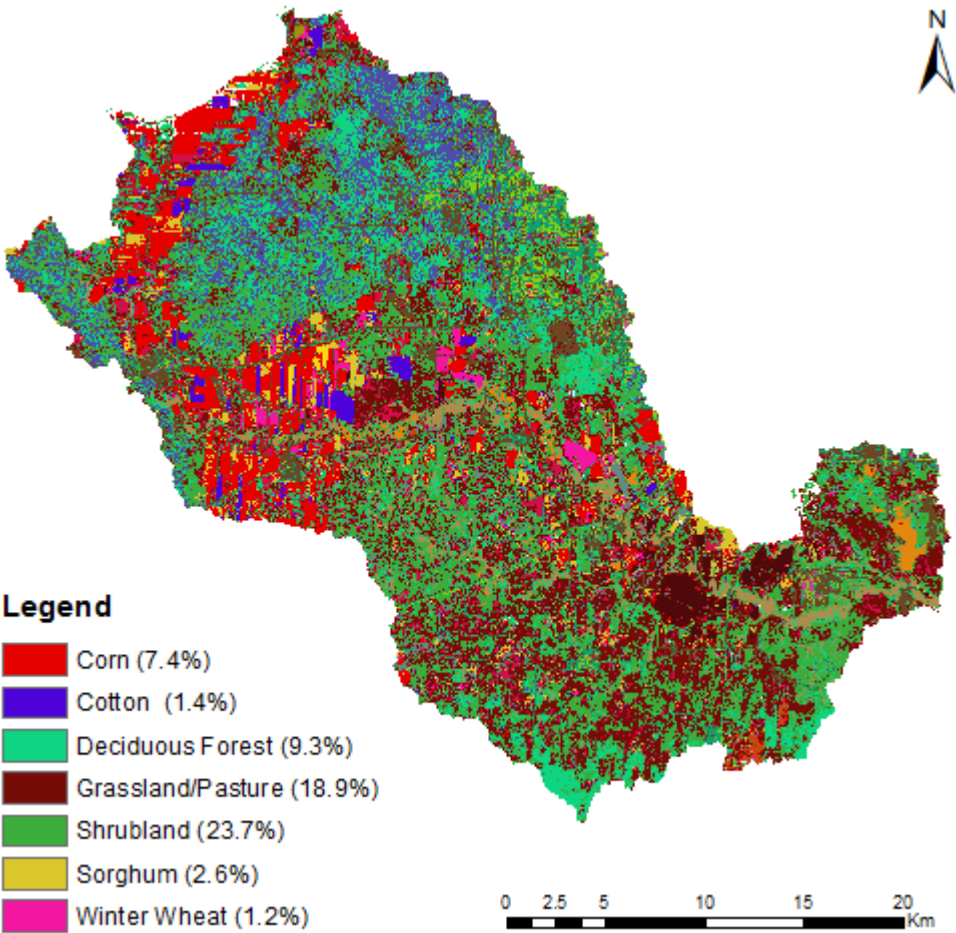 N
Legend
Corn (7.4%)
Cotton (1.4%)
Deciduous Forest (9.3%)
Grassland/Pasture (18.9%)
Shrubland (23.7%)
Sorghum (2.6%)
Winter Wheat (1.2%)
0 2.5 5 10 15 20
Km